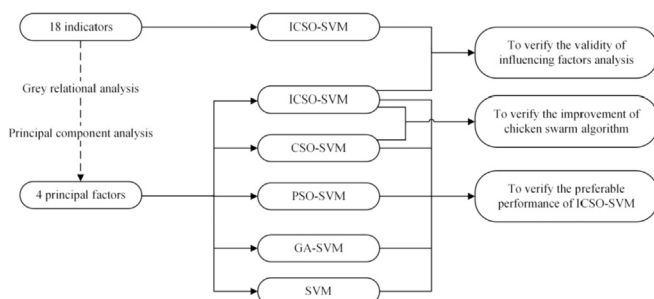 18 indicators
ICSO-SVM
To verify the validity of
influencing factors analysis
Grey relational analysis
ICSO-SVM
To verify the improvement of
chicken swarm algorithm
Principal component analysis
CSO-SVM
4 principal factors
PSO-SVM
To verify the preferable
performance of ICSO-SVM
GA-SVM
SVM